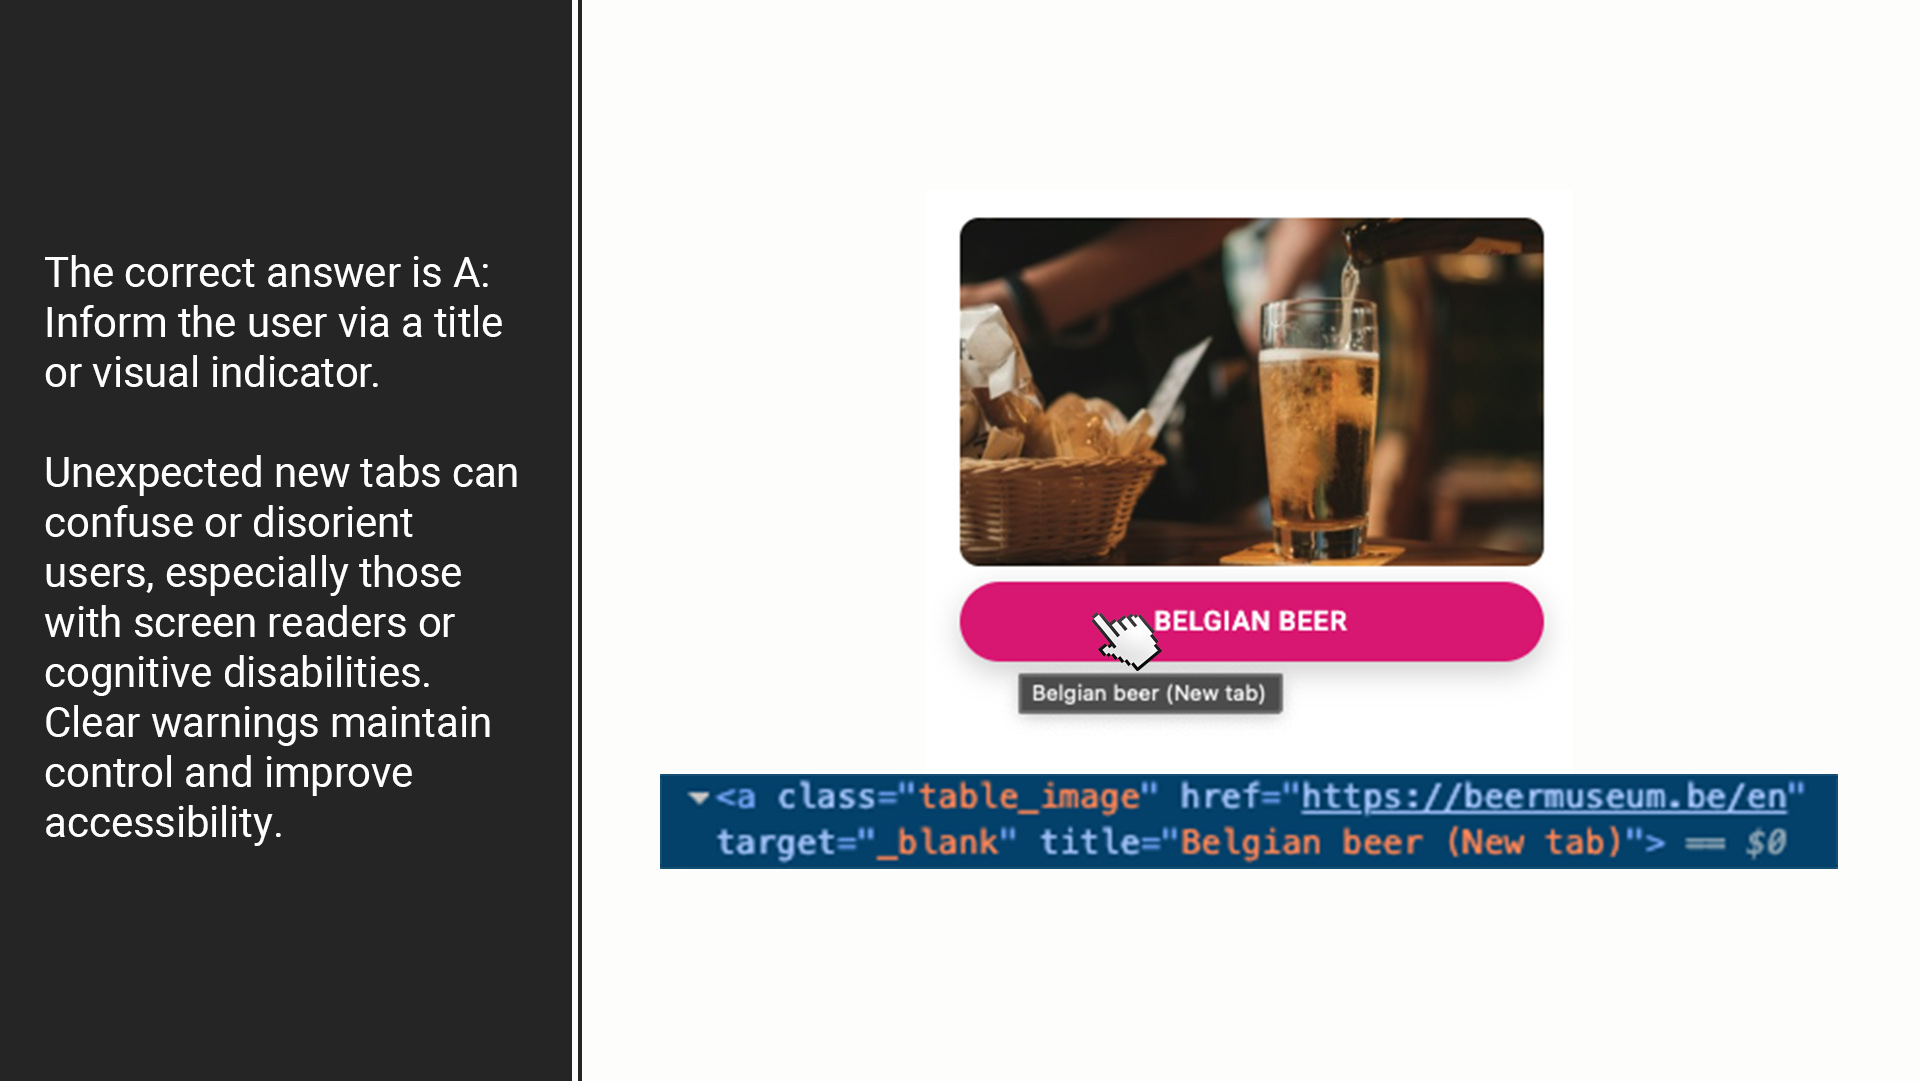 The correct answer is A:
Inform the user via a title
or visual indicator.
Unexpected new tabs can
confuse or disorient
users, especially those
with screen readers or
cognitive disabilities.
Clear warnings maintain
control and improve
accessibility.
BELGIAN BEER
Belgian beer (New tab)
<a class="table_image" href="https://beermuseum.be/en"
target="_blank" title="Belgian beer (New tab)"> == $0